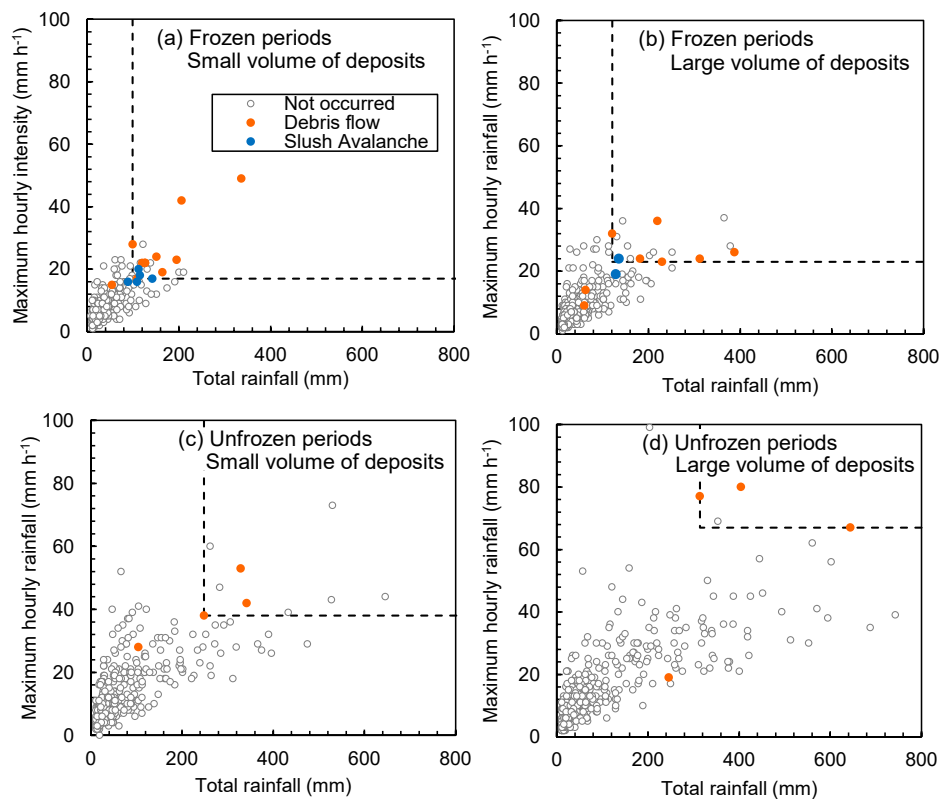 (a) Frozen periods
Small volume of deposits
Not occurred
Debris flow
Slush Avalanche
Maximum hourly intensity (mm h⁻¹)
100
80
60
40
20
0
0 200 400 600 800
Total rainfall (mm)
(b) Frozen periods
Large volume of deposits
Maximum hourly rainfall (mm h⁻¹)
100
80
60
40
20
0
0 200 400 600 800
Total rainfall (mm)
(c) Unfrozen periods
Small volume of deposits
Maximum hourly rainfall (mm h⁻¹)
100
80
60
40
20
0
0 200 400 600 800
Total rainfall (mm)
(d) Unfrozen periods
Large volume of deposits
Maximum hourly rainfall (mm h⁻¹)
100
80
60
40
20
0
0 200 400 600 800
Total rainfall (mm)